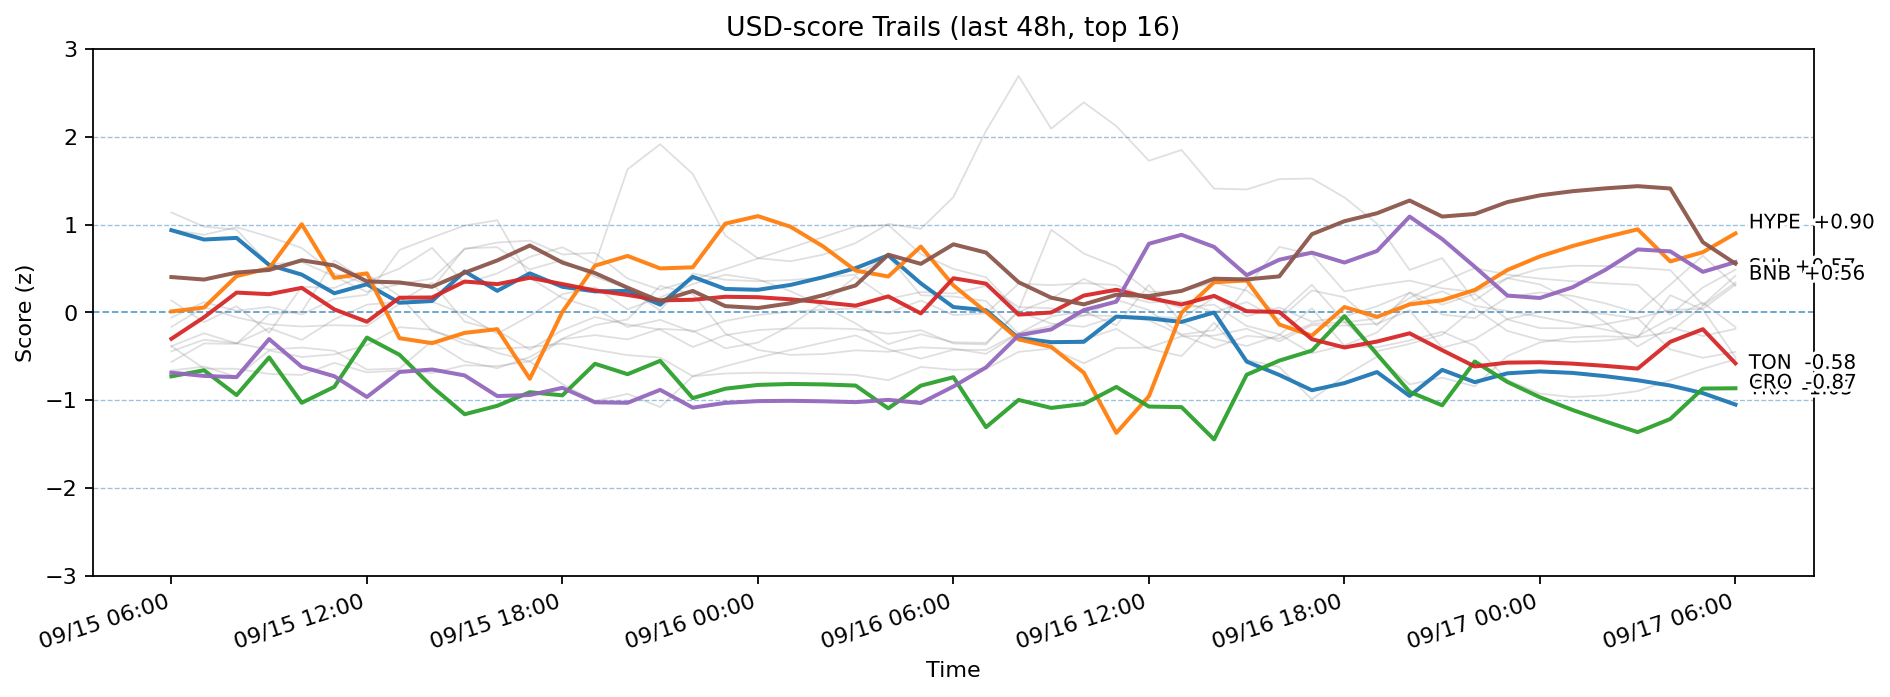 USD-score Trails (last 48h, top 16)
Score (z)
3
2
1
0
−1
−2
−3
HYPE +0.90
BNB +0.56
TON -0.58
CRO -0.87
09/15 06:00
09/15 12:00
09/15 18:00
09/16 00:00
09/16 06:00
09/16 12:00
09/16 18:00
09/17 00:00
09/17 06:00
Time